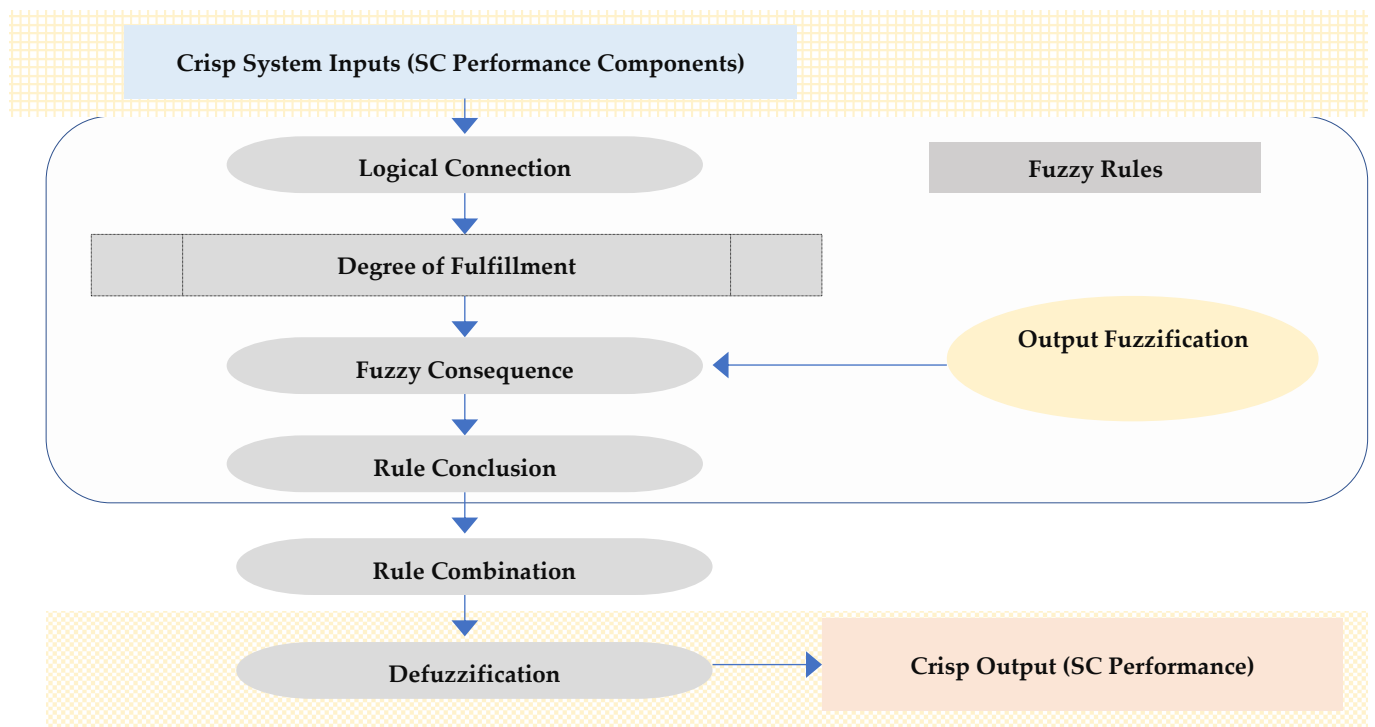 Crisp System Inputs (SC Performance Components)
Logical Connection
Fuzzy Rules
Degree of Fulfillment
Output Fuzzification
Fuzzy Consequence
Rule Conclusion
Rule Combination
Defuzzification
Crisp Output (SC Performance)